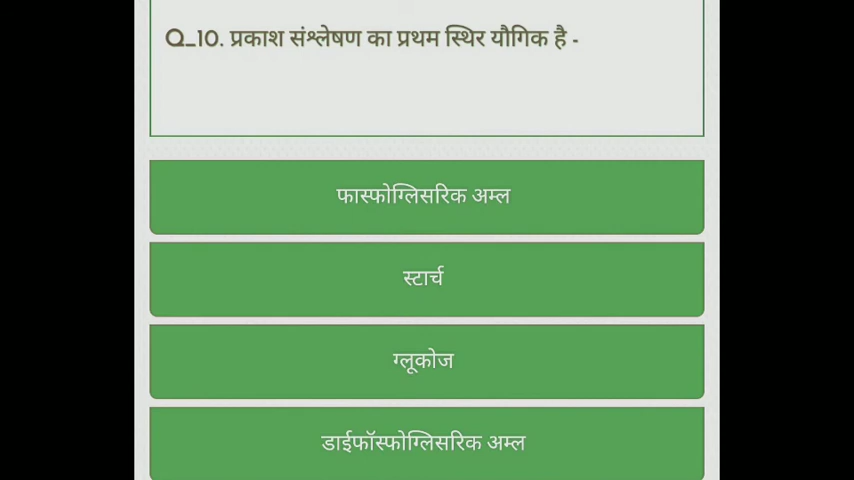 Q_10. प्रकाश संश्लेषण का प्रथम स्थिर यौगिक है -
फास्फोग्लिसरिक अम्ल
स्टार्च
ग्लूकोज
डाईफॉस्फोग्लिसरिक अम्ल